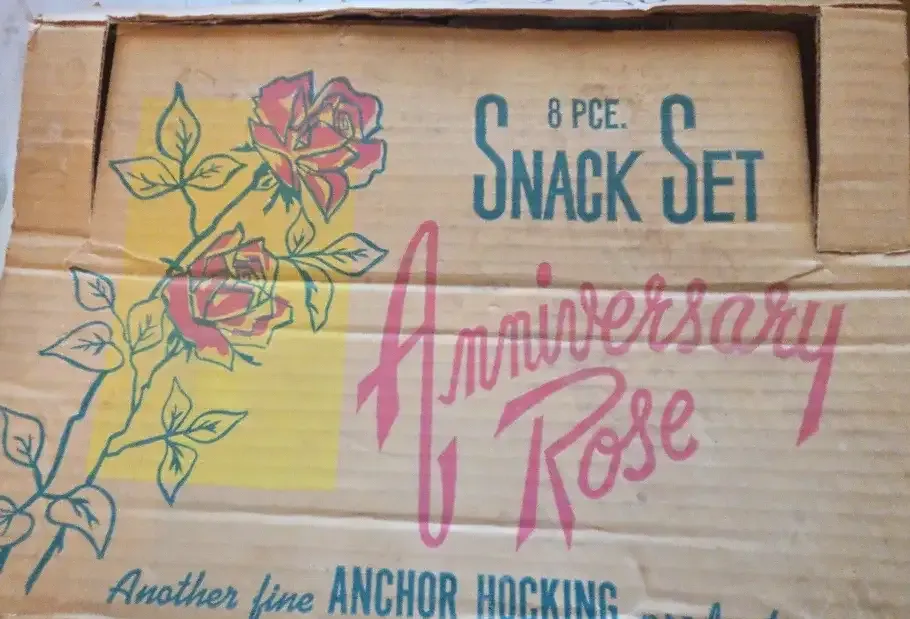 8 PCE.
SNACK SET
Anniversary
Rose
Another fine ANCHOR HOCKING